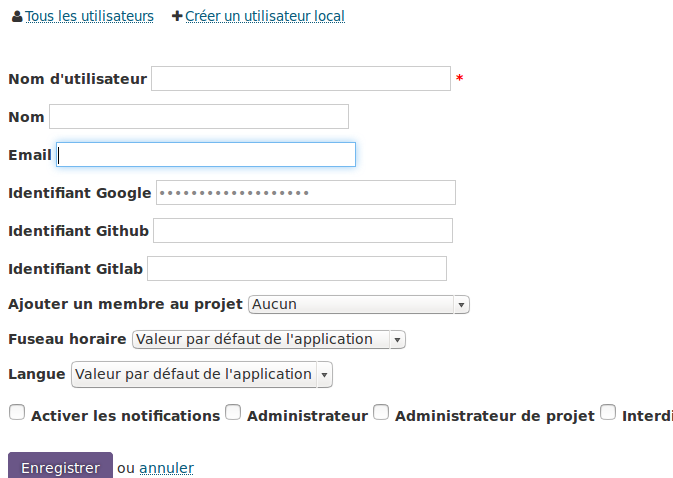 Tous les utilisateurs Créer un utilisateur local
Nom d'utilisateur *
Nom
Email
Identifiant Google •••••••••••••••••••
Identifiant Github
Identifiant Gitlab
Ajouter un membre au projet Aucun
Fuseau horaire Valeur par défaut de l'application
Langue Valeur par défaut de l'application
Activer les notifications Administrateur Administrateur de projet Interdi
Enregistrer ou annuler